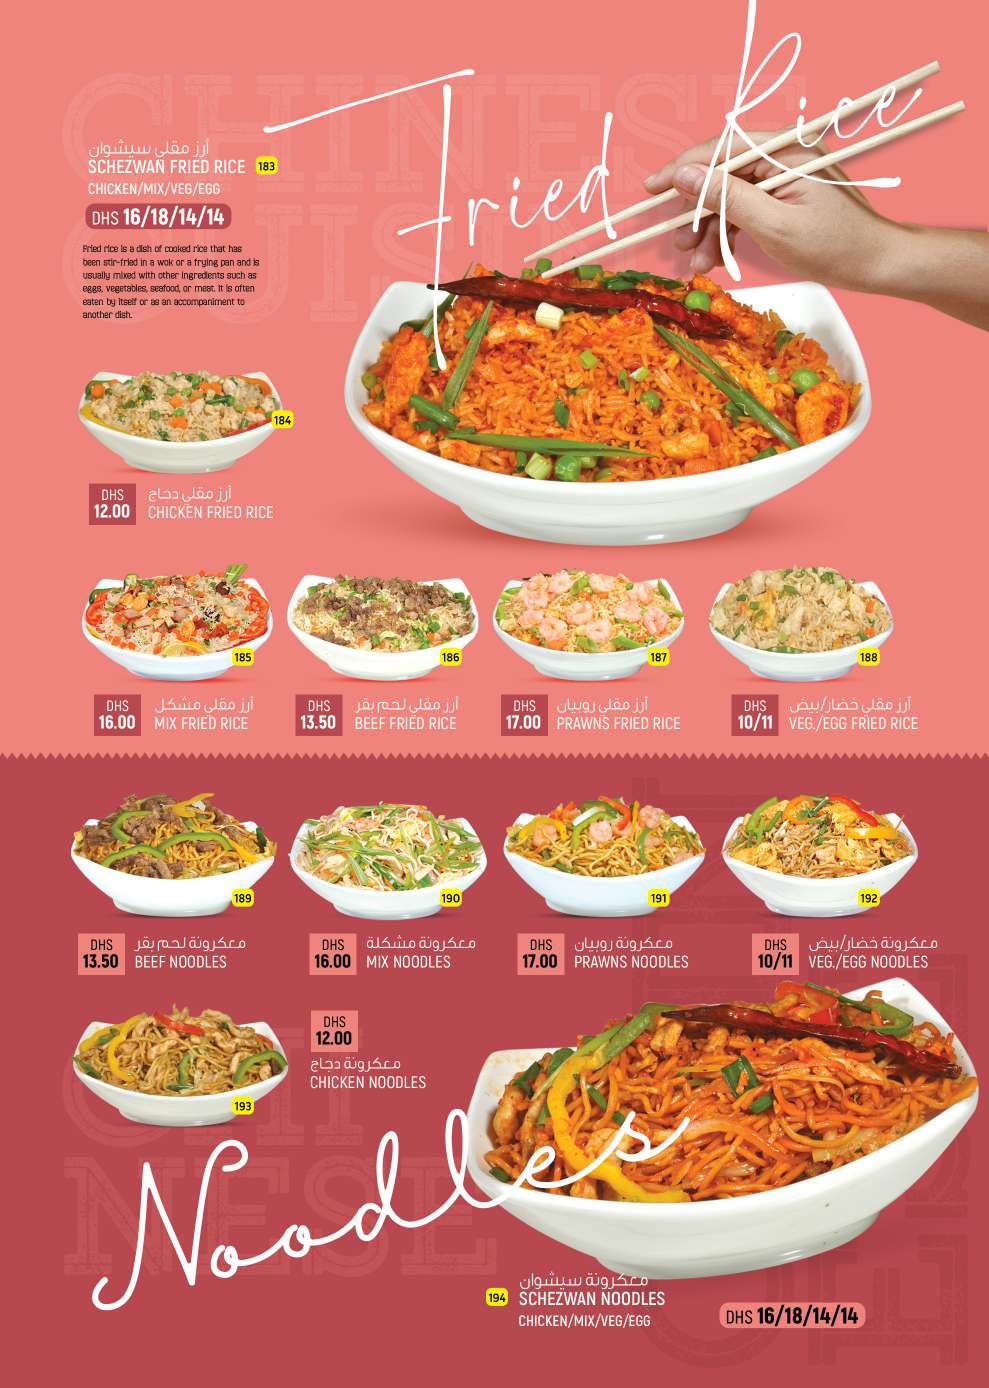 CHINESE
CUISINE
Fried Rice
أرز مقلي سيشوان
SCHEZWAN FRIED RICE 183
CHICKEN/MIX/VEG/EGG
DHS 16/18/14/14
Fried rice is a dish of cooked rice that has
been stir-fried in a wok or a frying pan and is
usually mixed with other ingredients such as
eggs, vegetables, seafood, or meat. It is often
eaten by itself or as an accompaniment to
another dish.
184
DHS
12.00
أرز مقلي دجاج
CHICKEN FRIED RICE
185
DHS
16.00
أرز مقلي مشكل
MIX FRIED RICE
186
DHS
13.50
أرز مقلي لحم بقر
BEEF FRIED RICE
187
DHS
17.00
أرز مقلي روبيان
PRAWNS FRIED RICE
188
DHS
10/11
أرز مقلي خضار/بيض
VEG./EGG FRIED RICE
189
DHS
13.50
معكرونة لحم بقر
BEEF NOODLES
190
DHS
16.00
معكرونة مشكلة
MIX NOODLES
191
DHS
17.00
معكرونة روبيان
PRAWNS NOODLES
192
DHS
10/11
معكرونة خضار/بيض
VEG./EGG NOODLES
193
DHS
12.00
معكرونة دجاج
CHICKEN NOODLES
CHI
NESE
Noodles
معكرونة سيشوان
194 SCHEZWAN NOODLES
CHICKEN/MIX/VEG/EGG
DHS 16/18/14/14